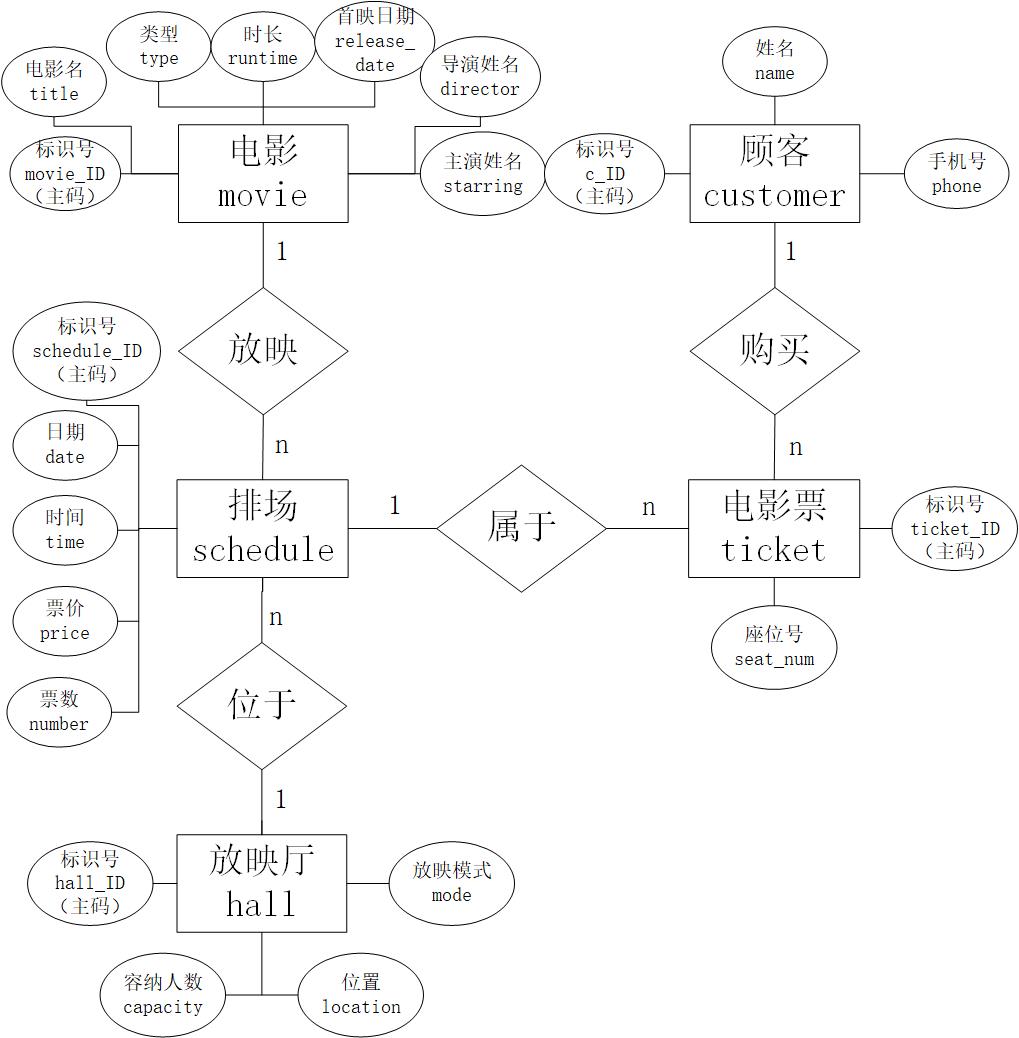 类型
type
时长
runtime
首映日期
release_
date
电影名
title
导演姓名
director
姓名
name
标识号
movie_ID
（主码）
电影
movie
主演姓名
starring
标识号
c_ID
（主码）
顾客
customer
手机号
phone
1
1
放映
购买
标识号
schedule_ID
（主码）
日期
date
n
n
时间
time
排场
schedule
1
属于
n
电影票
ticket
标识号
ticket_ID
（主码）
票价
price
n
座位号
seat_num
票数
number
位于
1
标识号
hall_ID
（主码）
放映厅
hall
放映模式
mode
容纳人数
capacity
位置
location